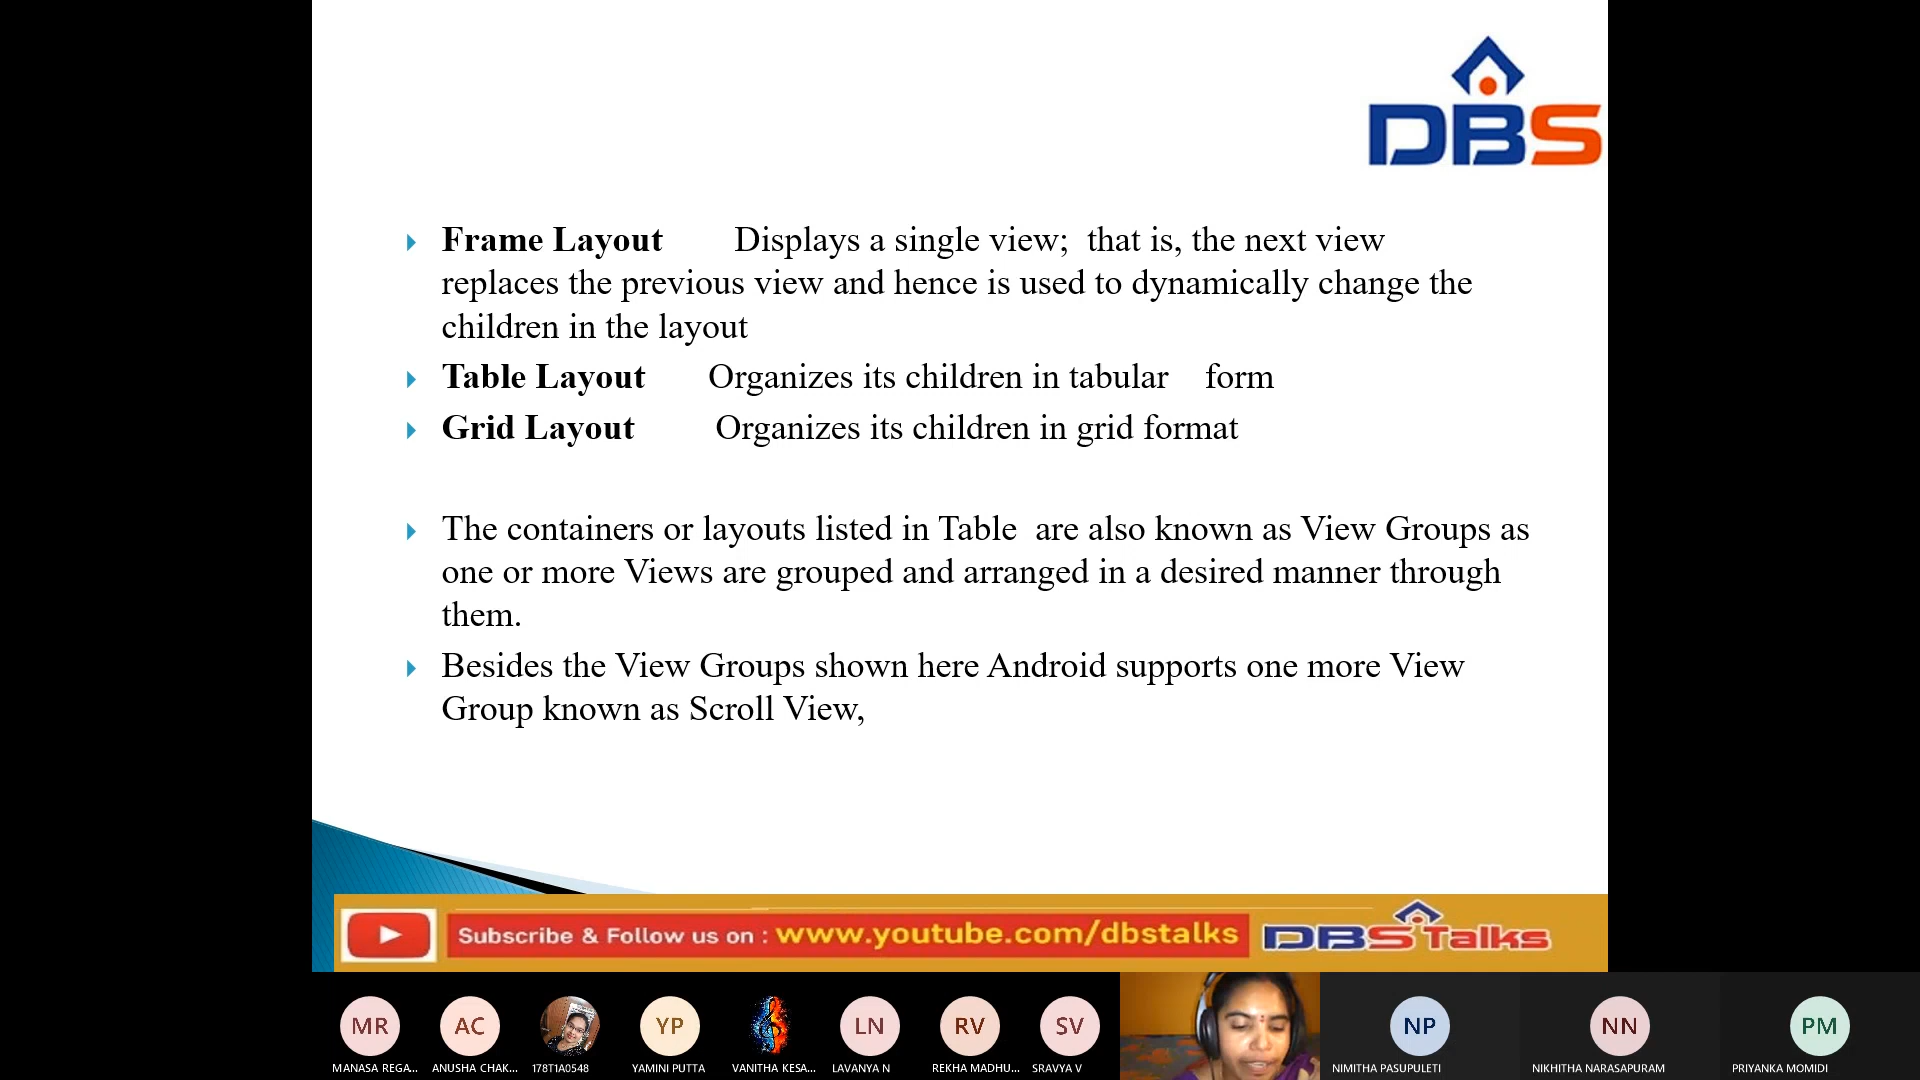 DBS
Frame Layout Displays a single view; that is, the next view
replaces the previous view and hence is used to dynamically change the
children in the layout
Table Layout Organizes its children in tabular form
Grid Layout Organizes its children in grid format
The containers or layouts listed in Table are also known as View Groups as
one or more Views are grouped and arranged in a desired manner through
them.
Besides the View Groups shown here Android supports one more View
Group known as Scroll View,
Subscribe & Follow us on : www.youtube.com/dbstalks DBS Talks
MR AC YP LN RV SV NP NN PM
MANASA REGA... ANUSHA CHAK... 178T1A0548 YAMINI PUTTA VANITHA KESA... LAVANYA N REKHA MADHU... SRAVYA V NIMITHA PASUPULETI NIKHITHA NARASAPURAM PRIYANKA MOMIDI